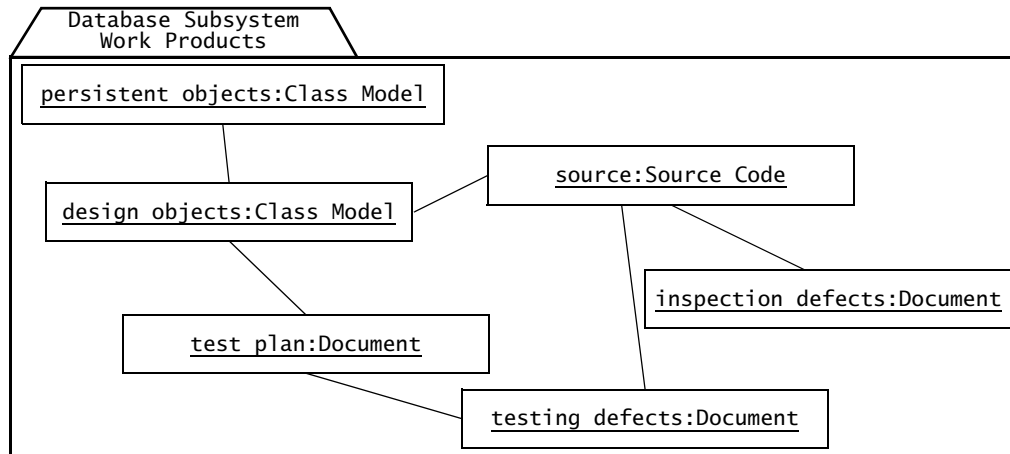 Database Subsystem
Work Products
persistent objects:Class Model
source:Source Code
design objects:Class Model
inspection defects:Document
test plan:Document
testing defects:Document